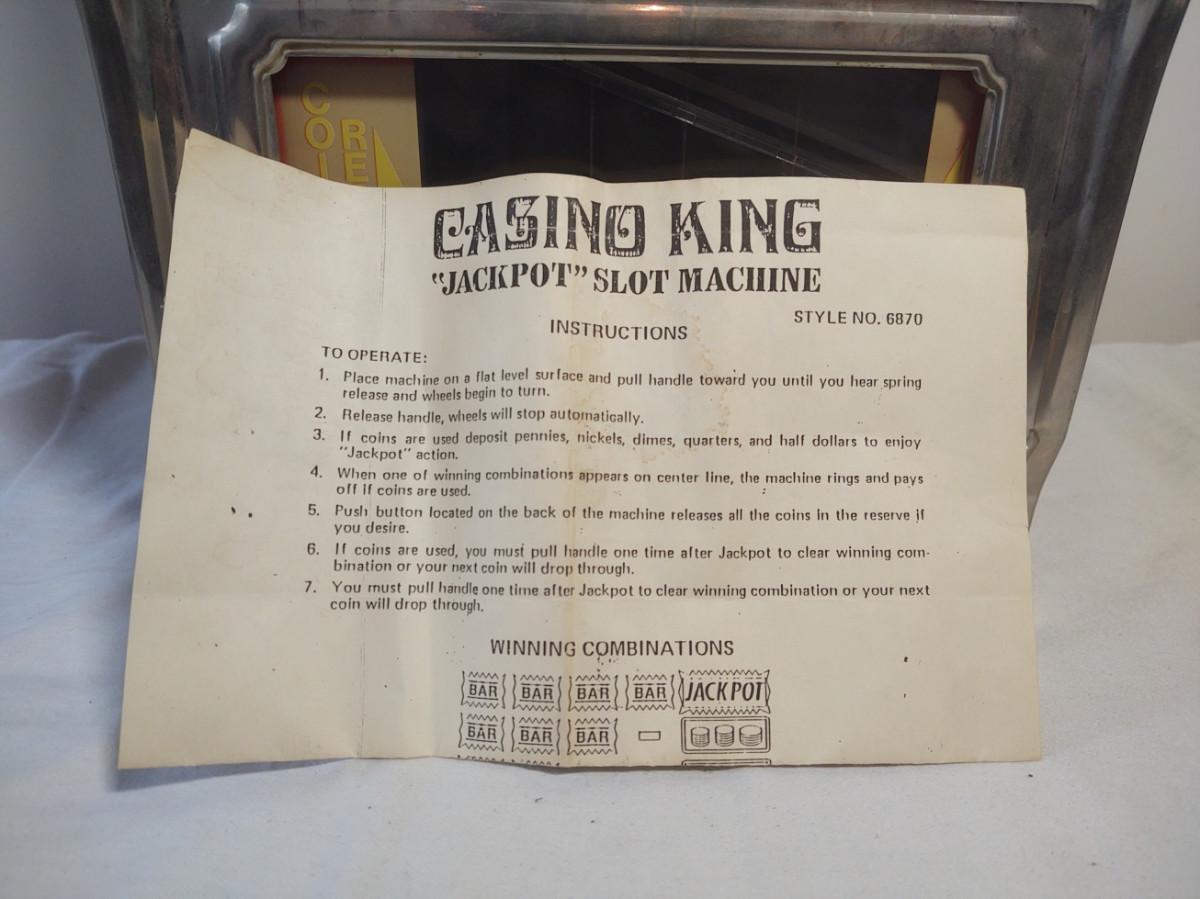 COI
RE
CASINO KING
“JACKPOT” SLOT MACHINE
STYLE NO. 6870
INSTRUCTIONS
TO OPERATE:
1. Place machine on a flat level surface and pull handle toward you until you hear spring
release and wheels begin to turn.
2. Release handle, wheels will stop automatically.
3. If coins are used deposit pennies, nickels, dimes, quarters, and half dollars to enjoy
"Jackpot" action.
4. When one of winning combinations appears on center line, the machine rings and pays
off if coins are used.
5. Push button located on the back of the machine releases all the coins in the reserve if
you desire.
6. If coins are used, you must pull handle one time after Jackpot to clear winning com-
bination or your next coin will drop through.
7. You must pull handle one time after Jackpot to clear winning combination or your next
coin will drop through.
WINNING COMBINATIONS
BAR BAR BAR BAR JACKPOT
BAR BAR BAR